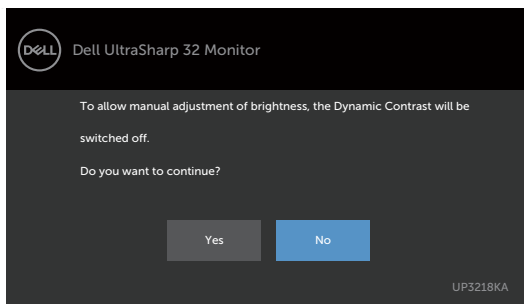 DELL
Dell UltraSharp 32 Monitor
To allow manual adjustment of brightness, the Dynamic Contrast will be
switched off.
Do you want to continue?
Yes
No
UP3218KA